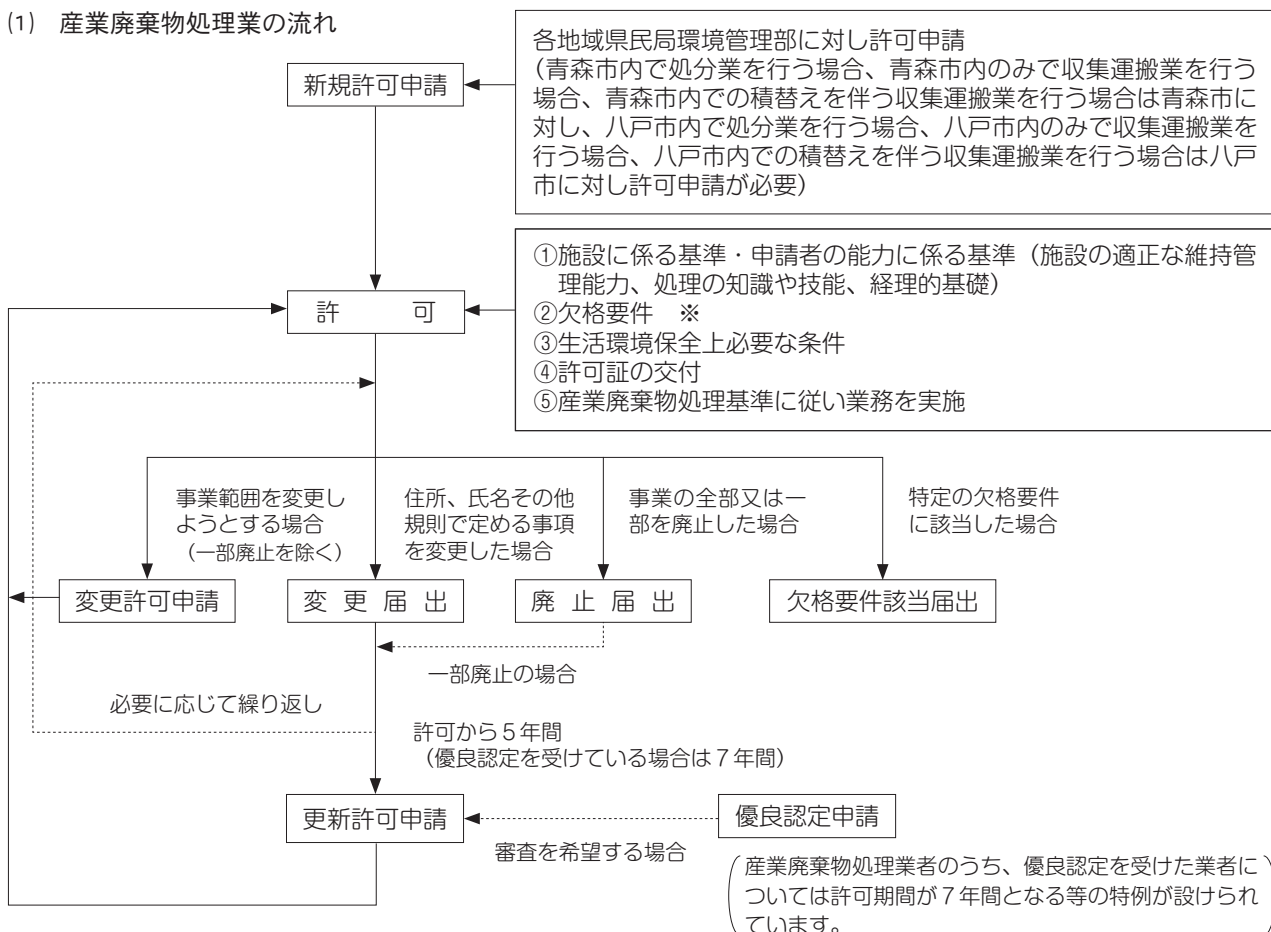 (1) 産業廃棄物処理業の流れ
新規許可申請
各地域県民局環境管理部に対し許可申請
(青森市内で処分業を行う場合、青森市内のみで収集運搬業を行う
場合、青森市内での積替えを伴う収集運搬業を行う場合は青森市に
対し、八戸市内で処分業を行う場合、八戸市内のみで収集運搬業を
行う場合、八戸市内での積替えを伴う収集運搬業を行う場合は八戸
市に対し許可申請が必要)
許 可
①施設に係る基準・申請者の能力に係る基準(施設の適正な維持管
理能力、処理の知識や技能、経理的基礎)
②欠格要件 ※
③生活環境保全上必要な条件
④許可証の交付
⑤産業廃棄物処理基準に従い業務を実施
事業範囲を変更し
ようとする場合
(一部廃止を除く)
住所、氏名その他
規則で定める事項
を変更した場合
事業の全部又は一
部を廃止した場合
特定の欠格要件
に該当した場合
変更許可申請
変 更 届 出
廃 止 届 出
欠格要件該当届出
一部廃止の場合
必要に応じて繰り返し
許可から5年間
(優良認定を受けている場合は7年間)
更新許可申請
優良認定申請
審査を希望する場合
(産業廃棄物処理業者のうち、優良認定を受けた業者に
ついては許可期間が7年間となる等の特例が設けられ
ています。)